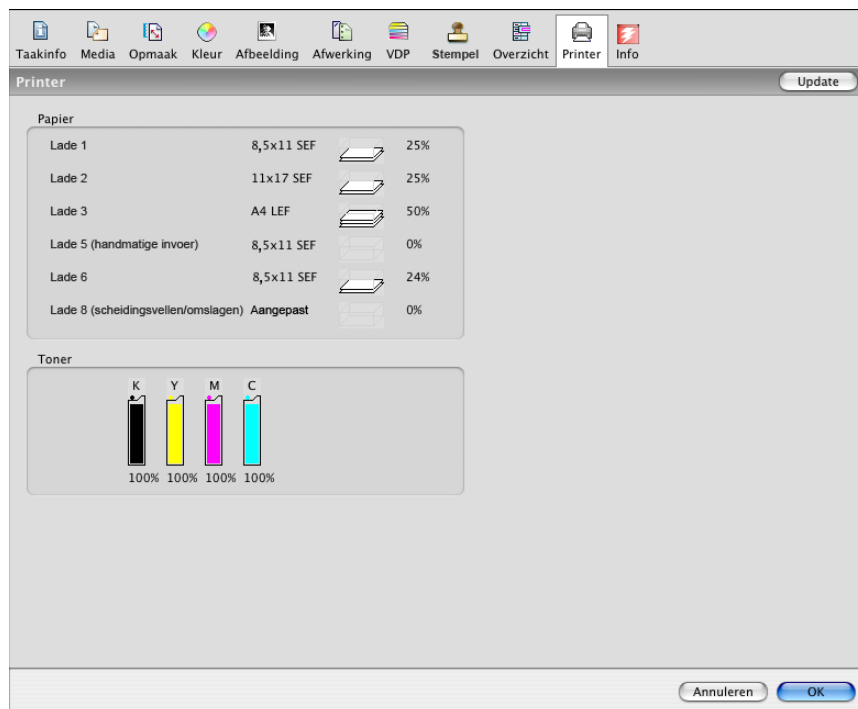 Taakinfo Media Opmaak Kleur Afbeelding Afwerking VDP Stempel Overzicht Printer Info
Printer Update
Papier
Lade 1 8,5x11 SEF 25%
Lade 2 11x17 SEF 25%
Lade 3 A4 LEF 50%
Lade 5 (handmatige invoer) 8,5x11 SEF 0%
Lade 6 8,5x11 SEF 24%
Lade 8 (scheidingsvellen/omslagen) Aangepast 0%
Toner
K Y M C
100% 100% 100% 100%
Annuleren OK